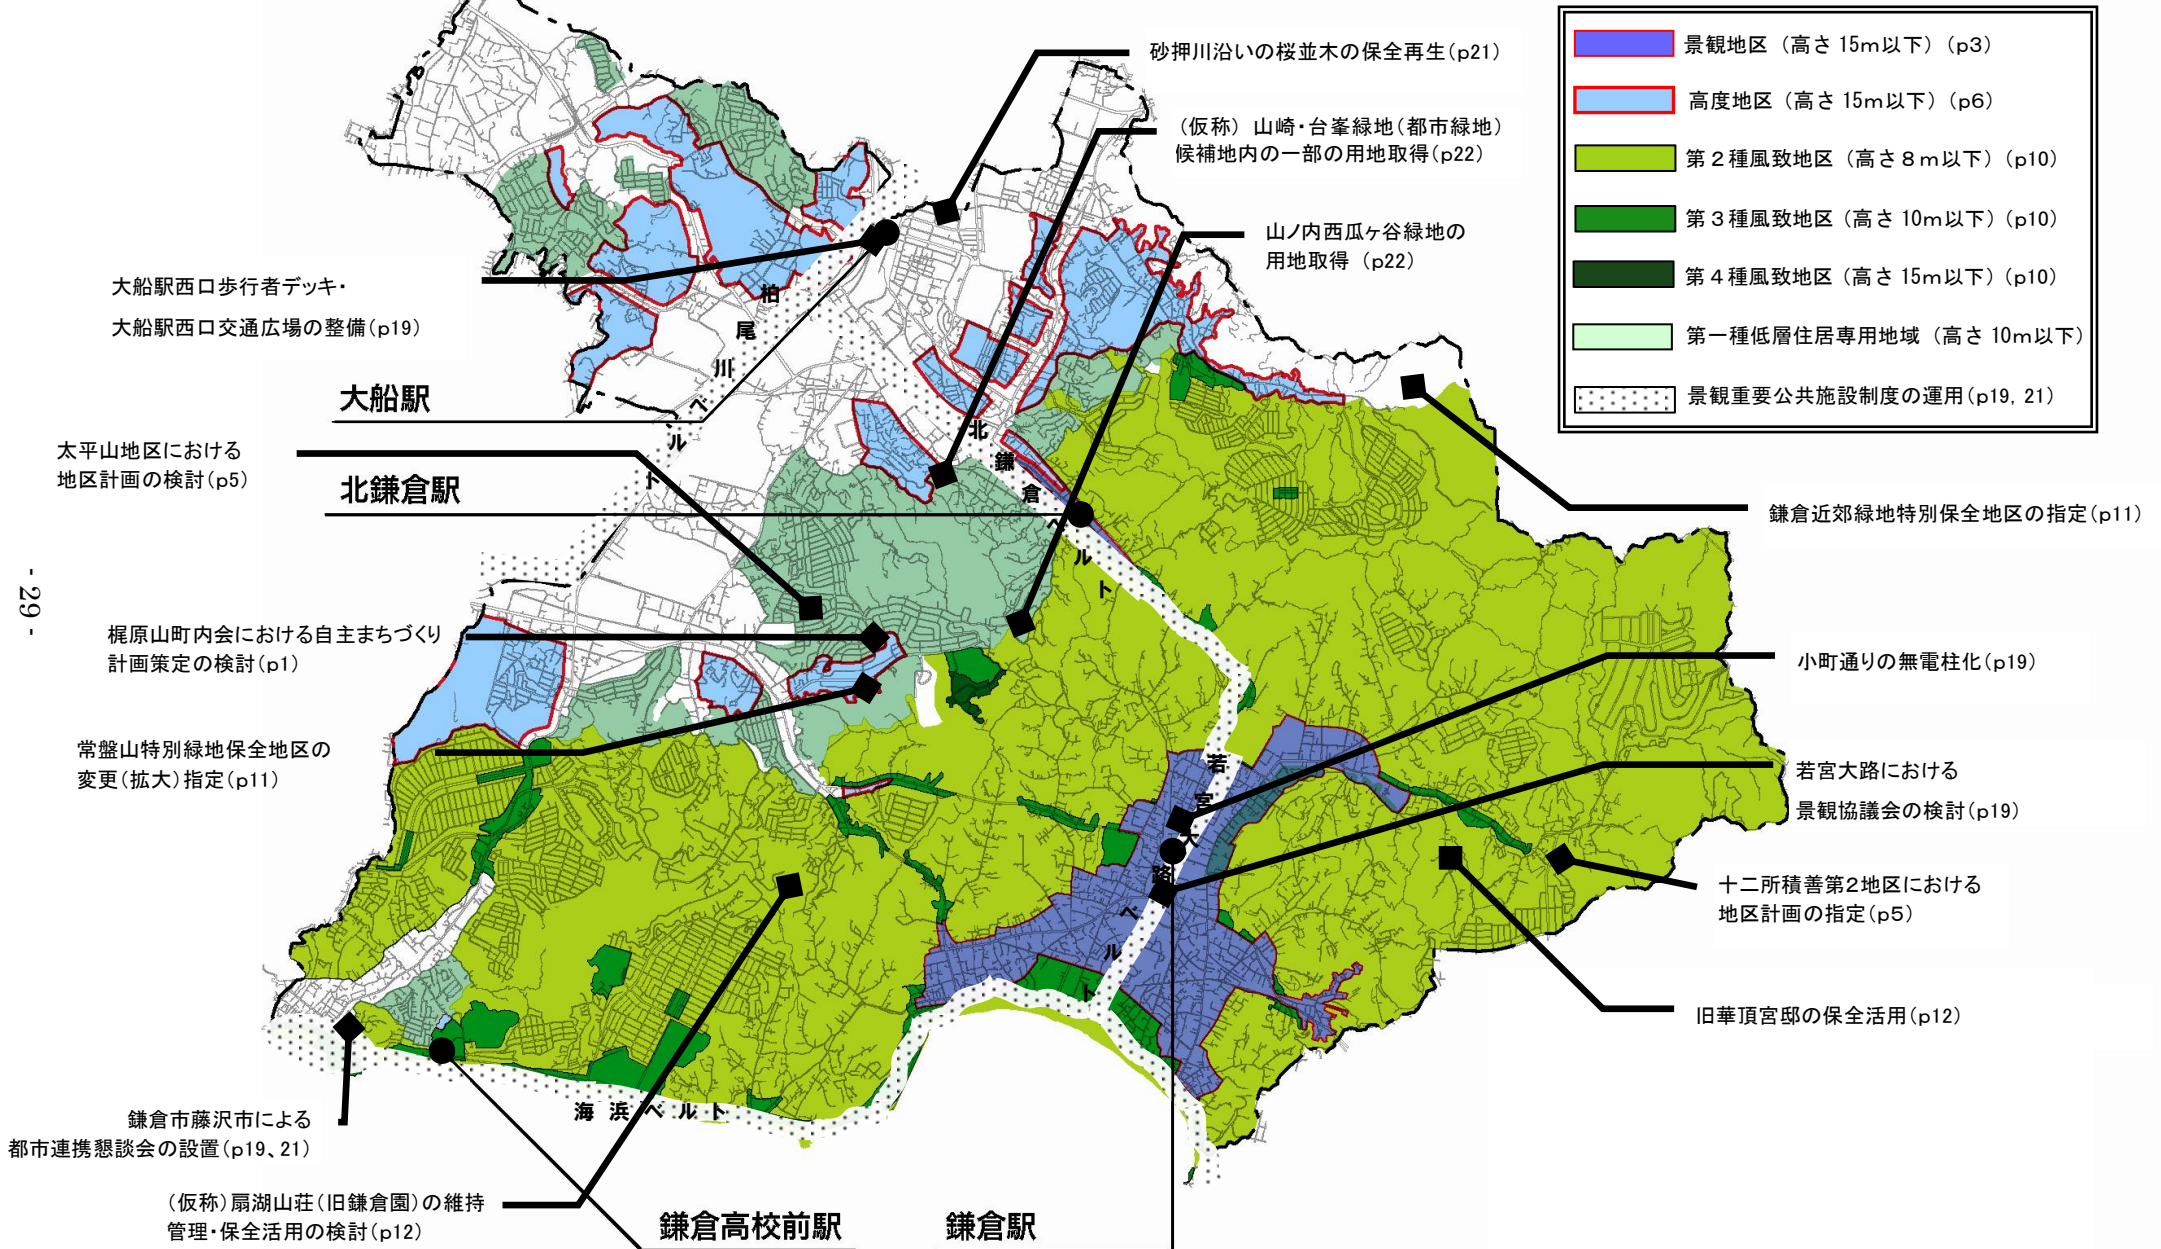 砂押川沿いの桜並木の保全再生(p21)
(仮称) 山崎・台峯緑地(都市緑地)
候補地内の一部の用地取得(p22)
山ノ内西瓜ヶ谷緑地の
用地取得 (p22)
景観地区 (高さ 15m以下) (p3)
高度地区 (高さ 15m以下) (p6)
第2種風致地区 (高さ8m以下) (p10)
第3種風致地区 (高さ 10m以下) (p10)
第4種風致地区 (高さ 15m以下) (p10)
第一種低層住居専用地域 (高さ 10m以下)
景観重要公共施設制度の運用(p19, 21)
大船駅西口歩行者デッキ・
大船駅西口交通広場の整備(p19)
大船駅
太平山地区における
地区計画の検討(p5)
北鎌倉駅
柏尾川ベルト
北鎌倉ベルト
鎌倉近郊緑地特別保全地区の指定(p11)
- 29 -
梶原山町内会における自主まちづくり
計画策定の検討(p1)
小町通りの無電柱化(p19)
常盤山特別緑地保全地区の
変更(拡大)指定(p11)
若宮大路における
景観協議会の検討(p19)
若宮大路ベルト
十二所積善第2地区における
地区計画の指定(p5)
旧華頂宮邸の保全活用(p12)
海浜ベルト
鎌倉市藤沢市による
都市連携懇談会の設置(p19、21)
(仮称)扇湖山荘(旧鎌倉園)の維持
管理・保全活用の検討(p12)
鎌倉高校前駅
鎌倉駅